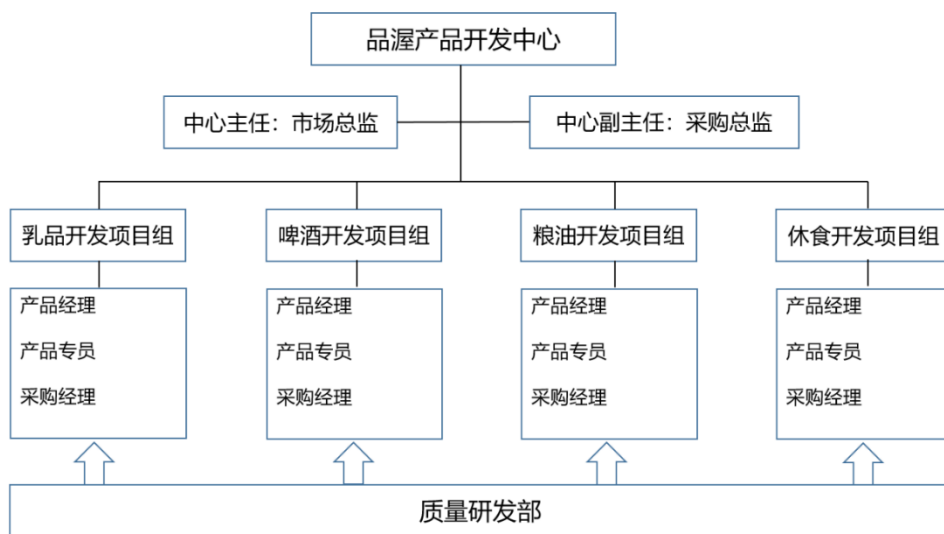 品渥产品开发中心
中心主任：市场总监
中心副主任：采购总监
乳品开发项目组
啤酒开发项目组
粮油开发项目组
休食开发项目组
产品经理
产品专员
采购经理
产品经理
产品专员
采购经理
产品经理
产品专员
采购经理
产品经理
产品专员
采购经理
质量研发部